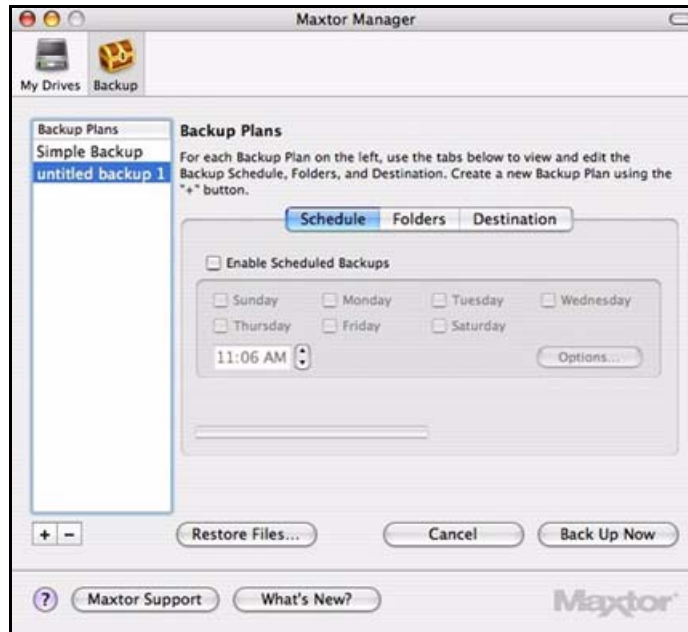 Maxtor Manager
My Drives Backup
Backup Plans
Simple Backup
untitled backup 1
Backup Plans
For each Backup Plan on the left, use the tabs below to view and edit the
Backup Schedule, Folders, and Destination. Create a new Backup Plan using the
"+" button.
Schedule Folders Destination
Enable Scheduled Backups
Sunday Monday Tuesday Wednesday
Thursday Friday Saturday
11:06 AM Options...
+ − Restore Files... Cancel Back Up Now
? Maxtor Support What's New? Maxtor